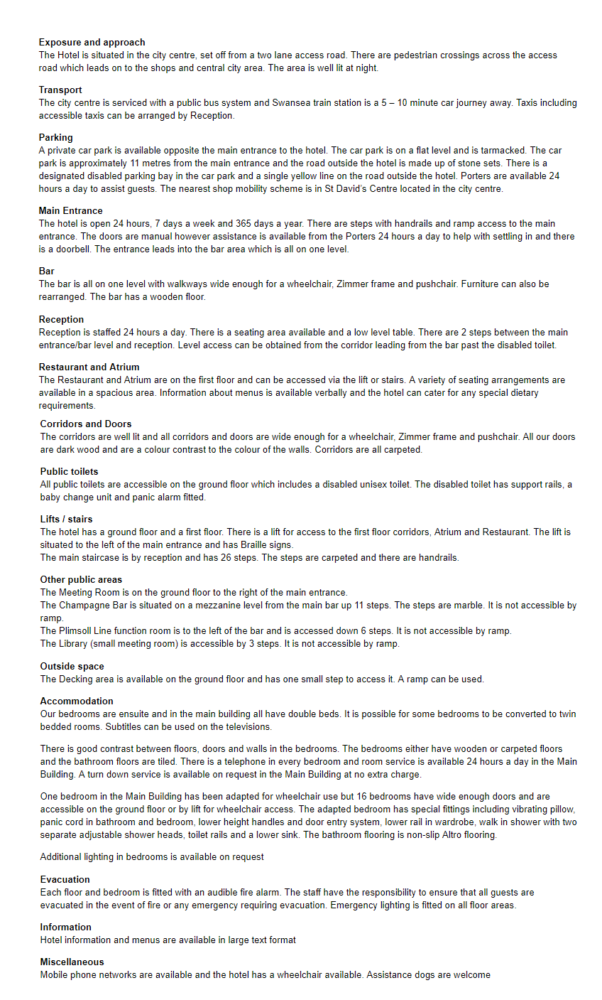 Exposure and approach
The Hotel is situated in the city centre, set off from a two lane access road. There are pedestrian crossings across the access
road which leads on to the shops and central city area. The area is well lit at night.
Transport
The city centre is serviced with a public bus system and Swansea train station is a 5 – 10 minute car journey away. Taxis including
accessible taxis can be arranged by Reception.
Parking
A private car park is available opposite the main entrance to the hotel. The car park is on a flat level and is tarmacked. The car
park is approximately 11 metres from the main entrance and the road outside the hotel is made up of stone sets. There is a
designated disabled parking bay in the car park and a single yellow line on the road outside the hotel. Porters are available 24
hours a day to assist guests. The nearest shop mobility scheme is in St David's Centre located in the city centre.
Main Entrance
The hotel is open 24 hours, 7 days a week and 365 days a year. There are steps with handrails and ramp access to the main
entrance. The doors are manual however assistance is available from the Porters 24 hours a day to help with settling in and there
is a doorbell. The entrance leads into the bar area which is all on one level.
Bar
The bar is all on one level with walkways wide enough for a wheelchair, Zimmer frame and pushchair. Furniture can also be
rearranged. The bar has a wooden floor.
Reception
Reception is staffed 24 hours a day. There is a seating area available and a low level table. There are 2 steps between the main
entrance/bar level and reception. Level access can be obtained from the corridor leading from the bar past the disabled toilet.
Restaurant and Atrium
The Restaurant and Atrium are on the first floor and can be accessed via the lift or stairs. A variety of seating arrangements are
available in a spacious area. Information about menus is available verbally and the hotel can cater for any special dietary
requirements.
Corridors and Doors
The corridors are well lit and all corridors and doors are wide enough for a wheelchair, Zimmer frame and pushchair. All our doors
are dark wood and are a colour contrast to the colour of the walls. Corridors are all carpeted.
Public toilets
All public toilets are accessible on the ground floor which includes a disabled unisex toilet. The disabled toilet has support rails, a
baby change unit and panic alarm fitted.
Lifts / stairs
The hotel has a ground floor and a first floor. There is a lift for access to the first floor corridors, Atrium and Restaurant. The lift is
situated to the left of the main entrance and has Braille signs.
The main staircase is by reception and has 26 steps. The steps are carpeted and there are handrails.
Other public areas
The Meeting Room is on the ground floor to the right of the main entrance.
The Champagne Bar is situated on a mezzanine level from the main bar up 11 steps. The steps are marble. It is not accessible by
ramp.
The Plimsoll Line function room is to the left of the bar and is accessed down 6 steps. It is not accessible by ramp.
The Library (small meeting room) is accessible by 3 steps. It is not accessible by ramp.
Outside space
The Decking area is available on the ground floor and has one small step to access it. A ramp can be used.
Accommodation
Our bedrooms are ensuite and in the main building all have double beds. It is possible for some bedrooms to be converted to twin
bedded rooms. Subtitles can be used on the televisions.
There is good contrast between floors, doors and walls in the bedrooms. The bedrooms either have wooden or carpeted floors
and the bathroom floors are tiled. There is a telephone in every bedroom and room service is available 24 hours a day in the Main
Building. A turn down service is available on request in the Main Building at no extra charge.
One bedroom in the Main Building has been adapted for wheelchair use but 16 bedrooms have wide enough doors and are
accessible on the ground floor or by lift for wheelchair access. The adapted bedroom has special fittings including vibrating pillow,
panic cord in bathroom and bedroom, lower height handles and door entry system, lower rail in wardrobe, walk in shower with two
separate adjustable shower heads, toilet rails and a lower sink. The bathroom flooring is non-slip Altro flooring.
Additional lighting in bedrooms is available on request
Evacuation
Each floor and bedroom is fitted with an audible fire alarm. The staff have the responsibility to ensure that all guests are
evacuated in the event of fire or any emergency requiring evacuation. Emergency lighting is fitted on all floor areas.
Information
Hotel information and menus are available in large text format
Miscellaneous
Mobile phone networks are available and the hotel has a wheelchair available. Assistance dogs are welcome